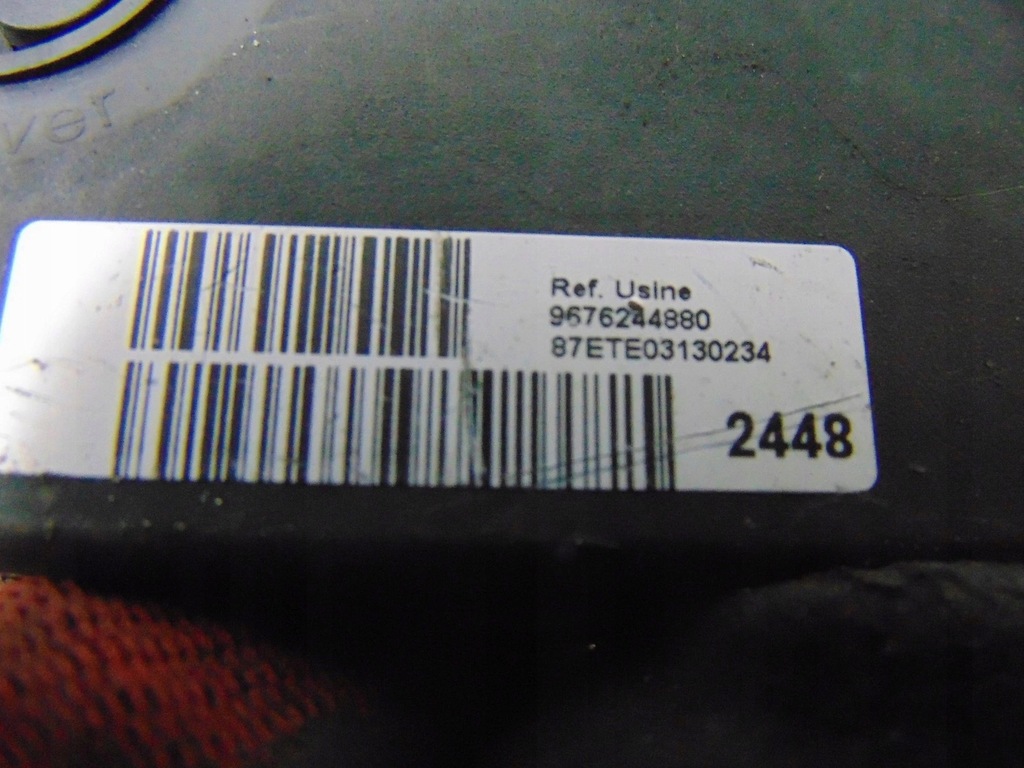 ver
Ref. Usine
9676244880
87ETE03130234
2448